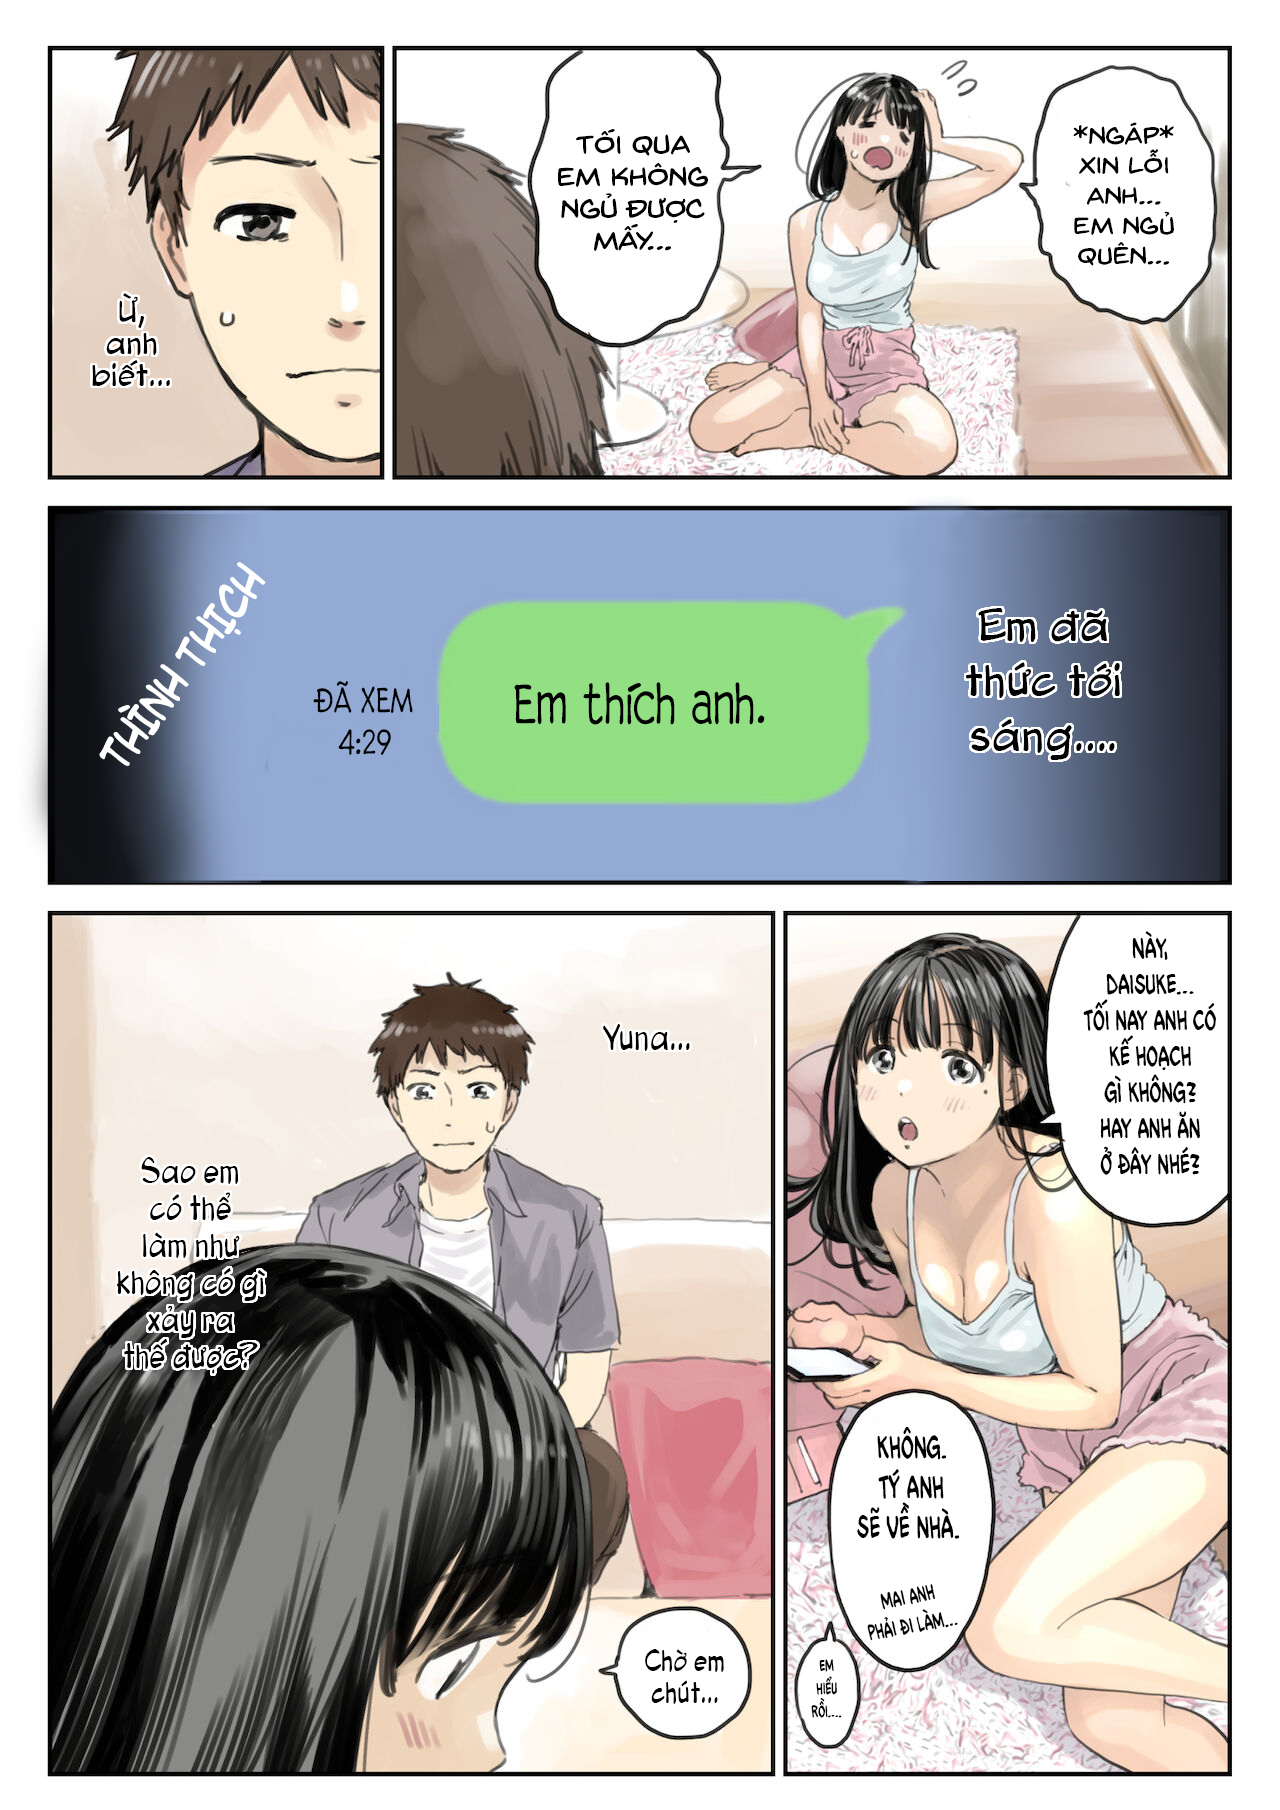 *NGÁP*
XIN LỖI
ANH...
EM NGỦ
QUÊN...
TỐI QUA
EM KHÔNG
NGỦ ĐƯỢC
MẤY...
Ừ,
anh
biết...
Em đã
thức tới
sáng....
Em thích anh.
ĐÃ XEM
4:29
THÌNH THỊCH
NÀY,
DAISUKE...
TỐI NAY ANH CÓ
KẾ HOẠCH
GÌ KHÔNG?
HAY ANH ĂN
Ở ĐÂY NHÉ?
KHÔNG.
TÝ ANH
SẼ VỀ NHÀ.
MAI ANH
PHẢI ĐI LÀM...
EM
HIỂU
RỒI....
Yuna...
Sao em
có thể
làm như
không có gì
xảy ra
thế được?
Chờ em
chút...